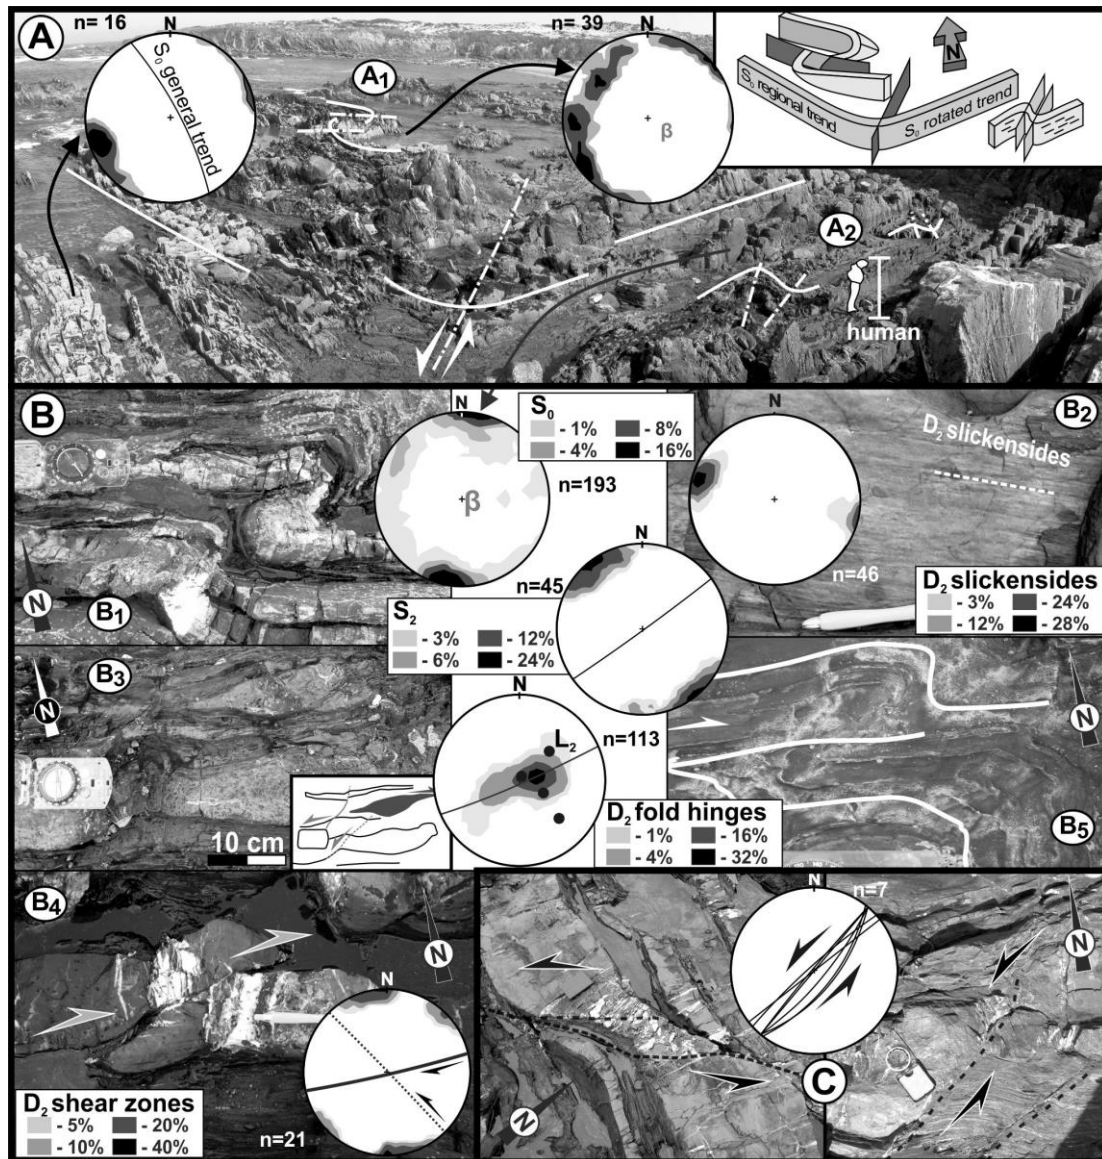 A
n= 16
N
S₀ general trend
A₁
n= 39
N
β
N
S₀ regional trend
S₀ rotated trend
A₂
human
B
N
B₁
N
β
n=193
S₀
- 1%
- 8%
- 4%
- 16%
B₂
N
D₂ slickensides
n=46
D₂ slickensides
- 3%
- 24%
- 12%
- 28%
N
n=45
S₂
- 3%
- 12%
- 6%
- 24%
B₃
N
10 cm
N
L₂
n=113
D₂ fold hinges
- 1%
- 16%
- 4%
- 32%
N
B₅
B₄
N
N
D₂ shear zones
- 5%
- 20%
- 10%
- 40%
n=21
N
n=7
N
N
C